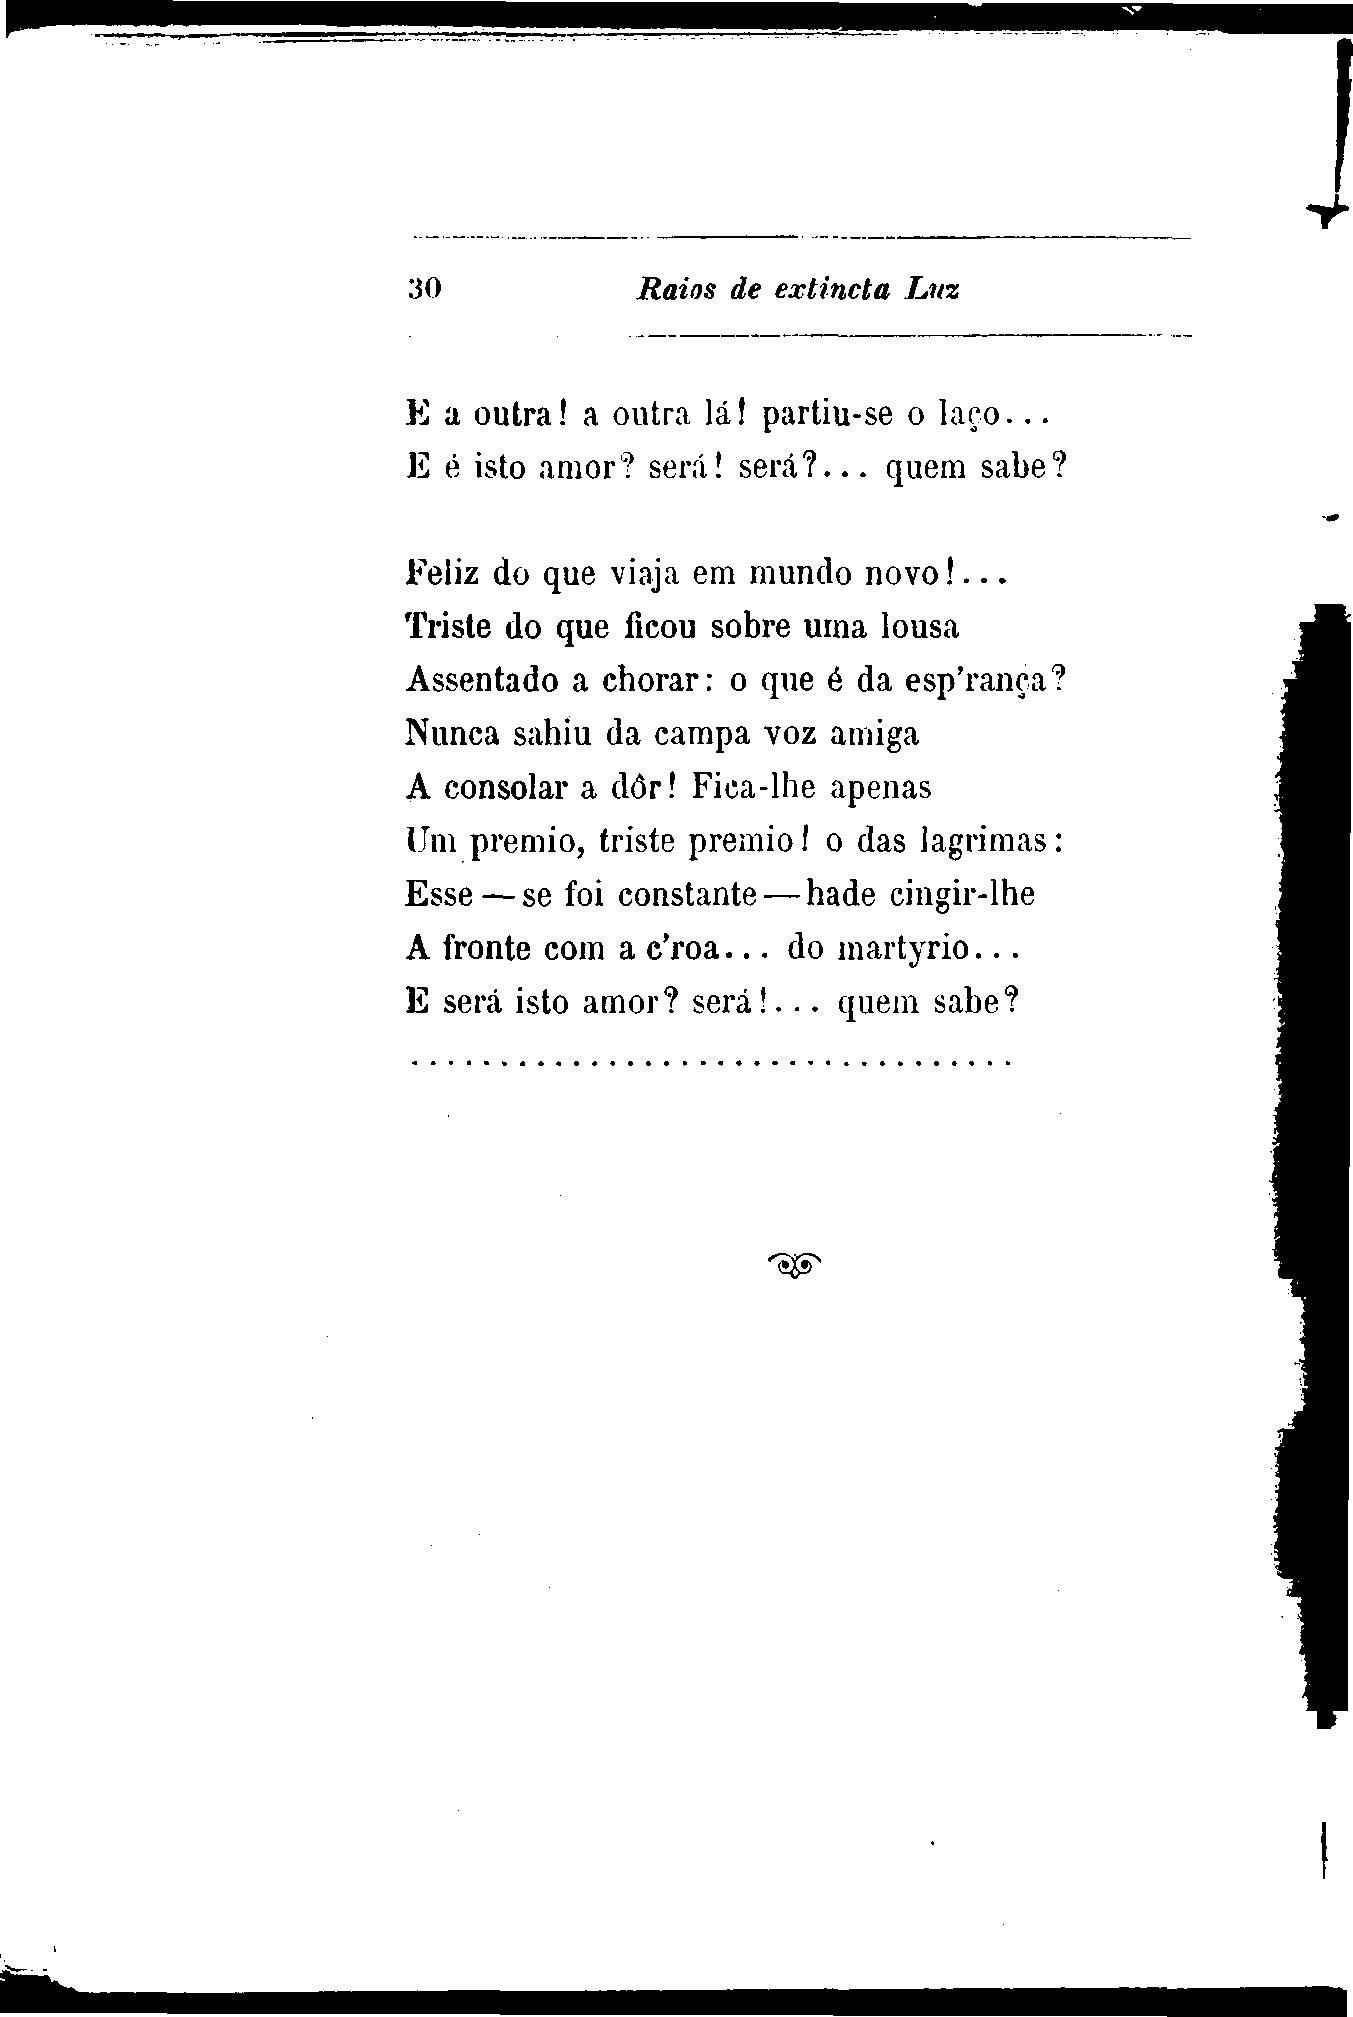 30 Raios de extincta Luz
E a outra! a outra lá! partiu-se o laço...
E é isto amor? será! será?... quem sabe?
Feliz do que viaja em mundo novo!...
Triste do que ficou sobre uma lousa
Assentado a chorar: o que é da esp'rança?
Nunca sahiu da campa voz amiga
A consolar a dôr! Fica-lhe apenas
Um premio, triste premio! o das lagrimas:
Esse — se foi constante — hade cingir-lhe
A fronte com a c'roa... do martyrio...
E será isto amor? será!... quem sabe?
..................................